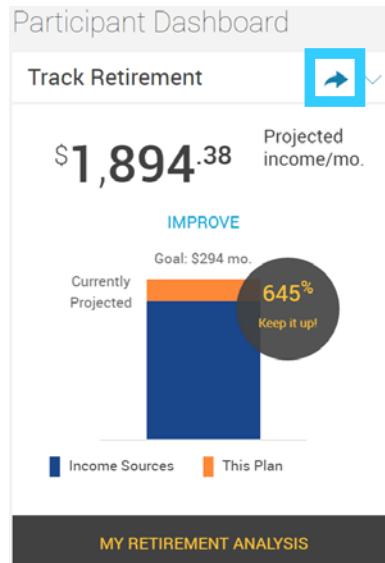 Participant Dashboard
Track Retirement
$1,894.38
Projected
income/mo.
IMPROVE
Goal: $294 mo.
Currently
Projected
645%
Keep it up!
Income Sources
This Plan
MY RETIREMENT ANALYSIS